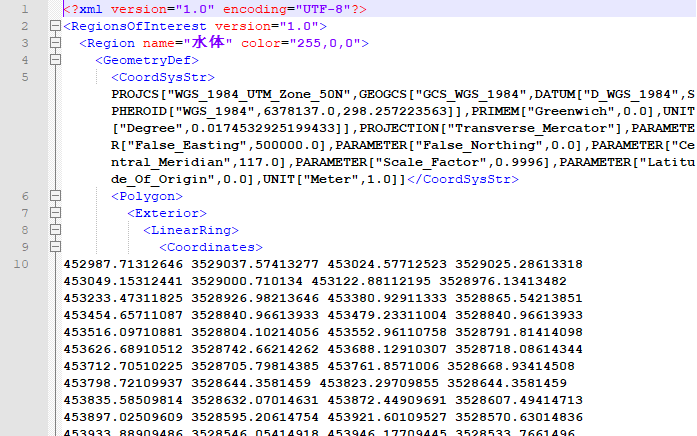 1 <?xml version="1.0" encoding="UTF-8"?>
2 <RegionsOfInterest version="1.0">
3 <Region name="水体" color="255,0,0">
4 <GeometryDef>
5 <CoordSysStr>
PROJCS["WGS_1984_UTM_Zone_50N",GEOGCS["GCS_WGS_1984",DATUM["D_WGS_1984",S
PHEROID["WGS_1984",6378137.0,298.257223563]],PRIMEM["Greenwich",0.0],UNIT
["Degree",0.0174532925199433]],PROJECTION["Transverse_Mercator"],PARAMETE
R["False_Easting",500000.0],PARAMETER["False_Northing",0.0],PARAMETER["Ce
ntral_Meridian",117.0],PARAMETER["Scale_Factor",0.9996],PARAMETER["Latitu
de_Of_Origin",0.0],UNIT["Meter",1.0]]</CoordSysStr>
6 <Polygon>
7 <Exterior>
8 <LinearRing>
9 <Coordinates>
10 452987.71312646 3529037.57413277 453024.57712523 3529025.28613318
453049.15312441 3529000.710134 453122.88112195 3528976.13413482
453233.47311825 3528926.98213646 453380.92911333 3528865.54213851
453454.65711087 3528840.96613933 453479.23311004 3528840.96613933
453516.09710881 3528804.10214056 453552.96110758 3528791.81414098
453626.68910512 3528742.66214262 453688.12910307 3528718.08614344
453712.70510225 3528705.79814385 453761.8571006 3528668.93414508
453798.72109937 3528644.3581459 453823.29709855 3528644.3581459
453835.58509814 3528632.07014631 453872.44909691 3528607.49414713
453897.02509609 3528595.20614754 453921.60109527 3528570.63014836
453933.88909486 3528546.05414918 453946.17709445 3528533.7661496